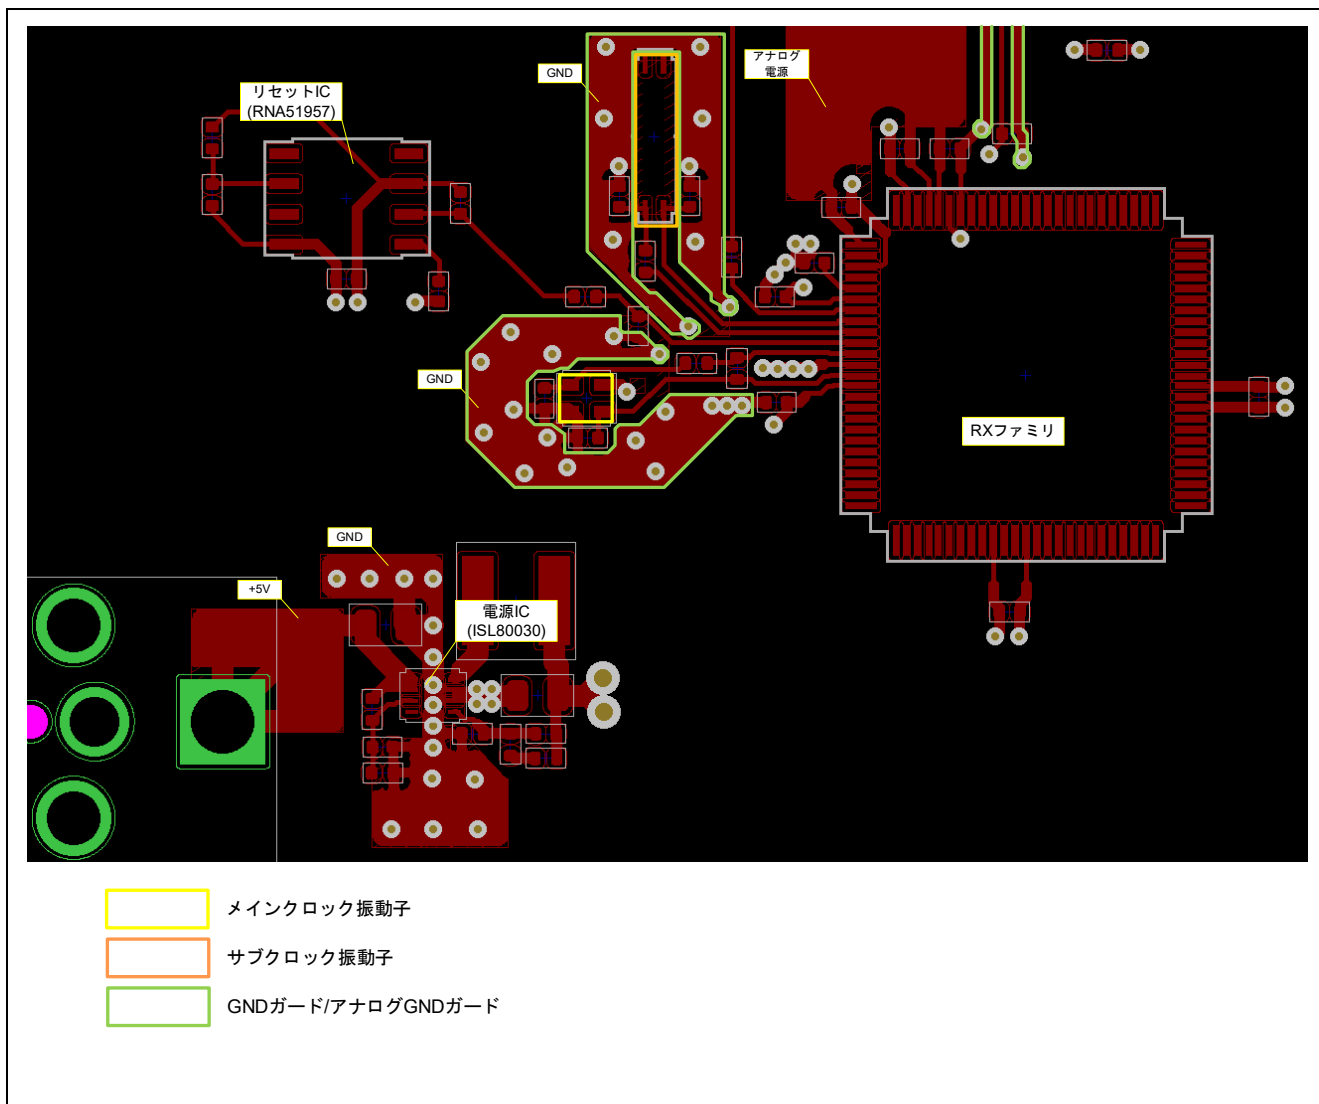 リセットIC
(RNA51957)
GND
アナログ
電源
GND
RXファミリ
GND
+5V
電源IC
(ISL80030)
メインクロック振動子
サブクロック振動子
GNDガード/アナログGNDガード